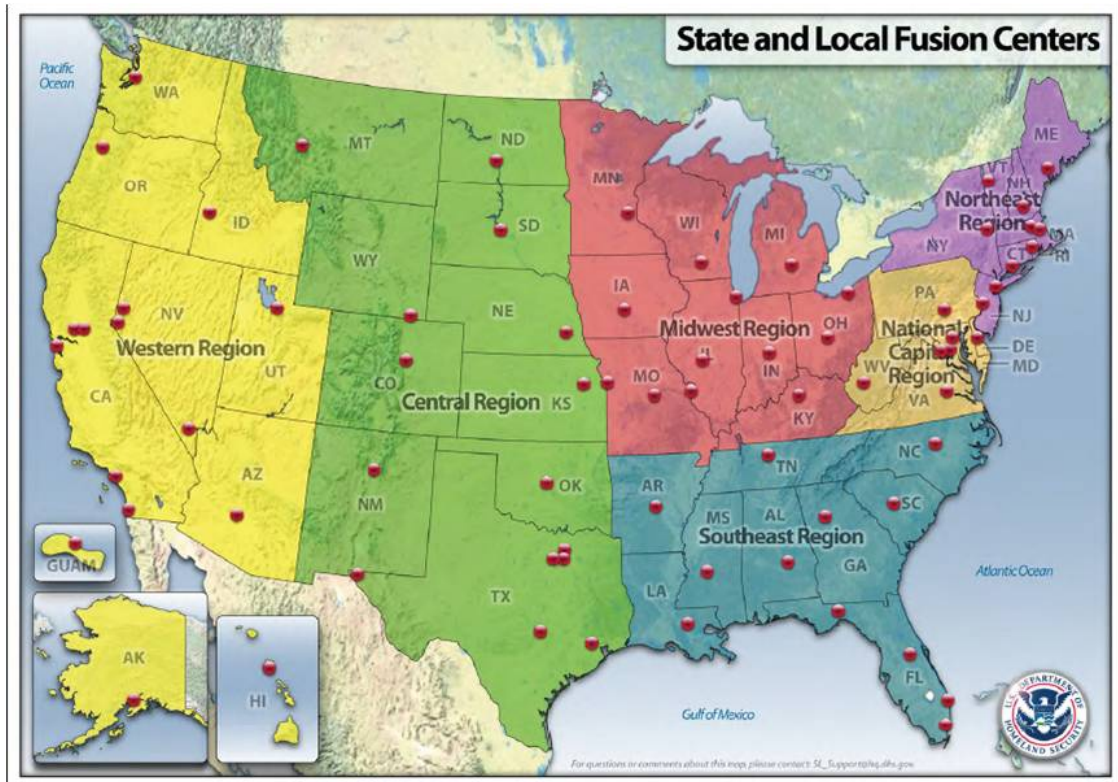 State and Local Fusion Centers
Pacific
Ocean
WA
MT
ND
ME
MN
VT
NH
OR
ID
SD
WI
MI
Northeast
Region
NY
MA
CT
RI
WY
IA
PA
NV
NE
NJ
Western Region
Midwest Region
OH
National
Capital
Region
DE
MD
UT
CO
IL
IN
WV
CA
Central Region
KS
MO
KY
VA
AZ
NM
OK
AR
TN
NC
MS
AL
SC
Southeast Region
GUAM
GA
TX
LA
Atlantic Ocean
AK
HI
FL
Gulf of Mexico
U.S. DEPARTMENT OF
HOMELAND SECURITY
For questions or comments about this map, please contact: SL_Support@hq.dhs.gov